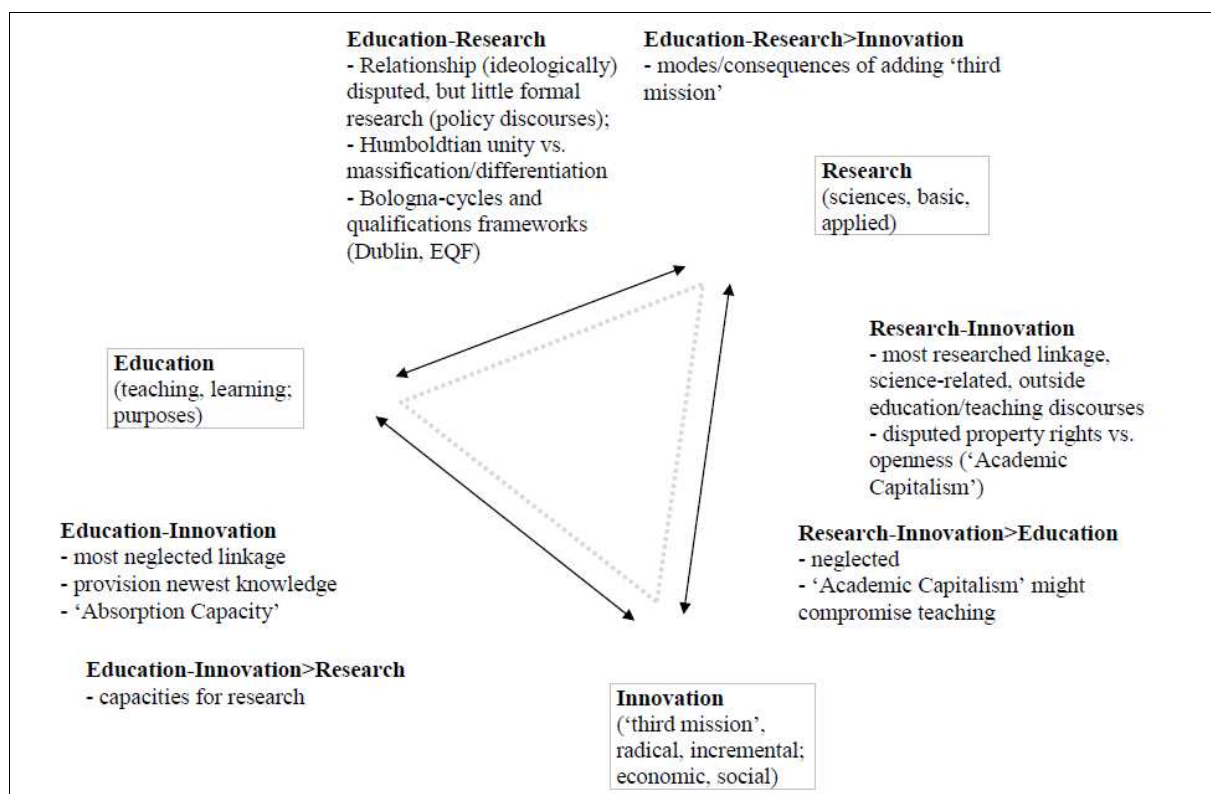 Education-Research
- Relationship (ideologically)
disputed, but little formal
research (policy discourses);
- Humboldtian unity vs.
massification/differentiation
- Bologna-cycles and
qualifications frameworks
(Dublin, EQF)
Education-Research>Innovation
- modes/consequences of adding ‘third
mission’
Research
(sciences, basic,
applied)
Education
(teaching, learning;
purposes)
Research-Innovation
- most researched linkage,
science-related, outside
education/teaching discourses
- disputed property rights vs.
openness (‘Academic
Capitalism’)
Education-Innovation
- most neglected linkage
- provision newest knowledge
- ‘Absorption Capacity’
Research-Innovation>Education
- neglected
- ‘Academic Capitalism’ might
compromise teaching
Education-Innovation>Research
- capacities for research
Innovation
(‘third mission’,
radical, incremental;
economic, social)